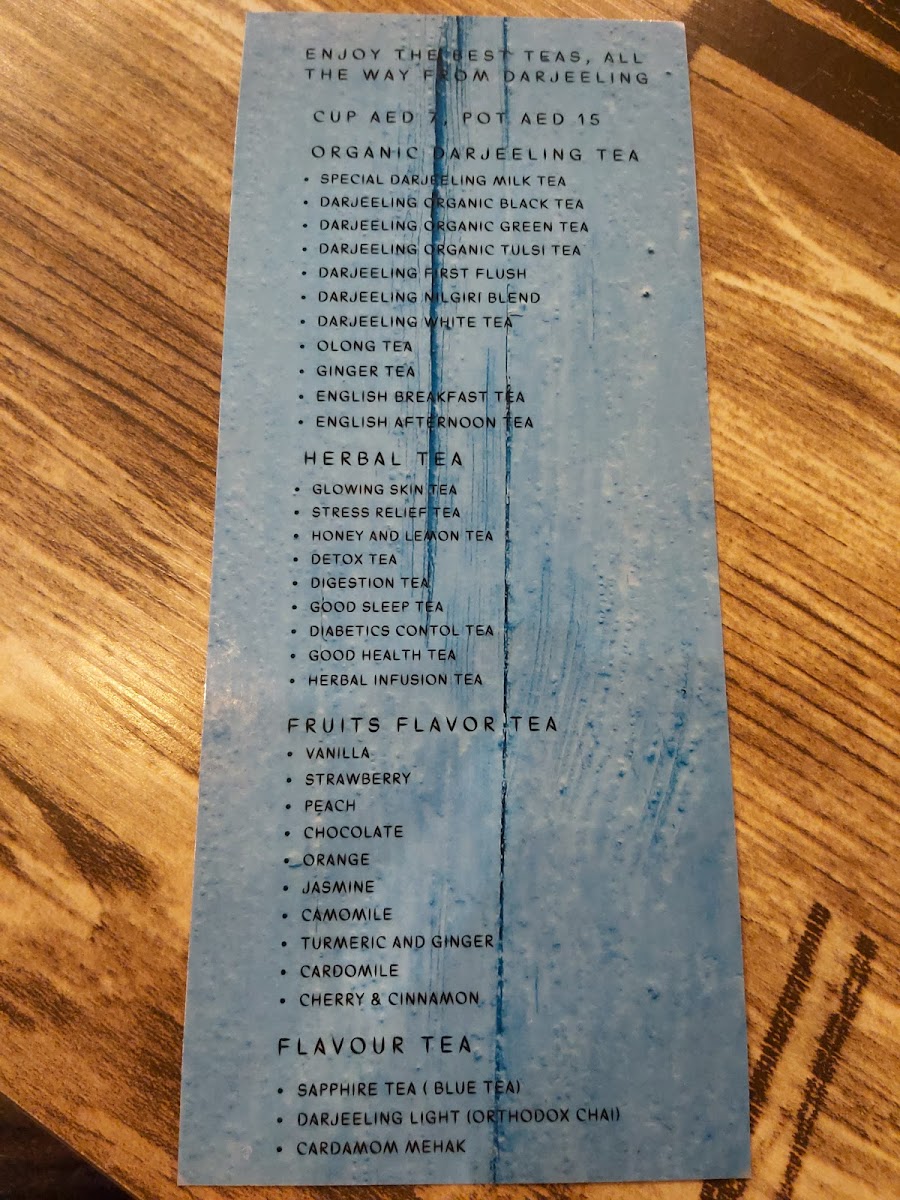 ENJOY THE BEST TEAS, ALL
THE WAY FROM DARJEELING
CUP AED 7, POT AED 15
ORGANIC DARJEELING TEA
• SPECIAL DARJEELING MILK TEA
• DARJEELING ORGANIC BLACK TEA
• DARJEELING ORGANIC GREEN TEA
• DARJEELING ORGANIC TULSI TEA
• DARJEELING FIRST FLUSH
• DARJEELING NILGIRI BLEND
• DARJEELING WHITE TEA
• OLONG TEA
• GINGER TEA
• ENGLISH BREAKFAST TEA
• ENGLISH AFTERNOON TEA
HERBAL TEA
• GLOWING SKIN TEA
• STRESS RELIEF TEA
• HONEY AND LEMON TEA
• DETOX TEA
• DIGESTION TEA
• GOOD SLEEP TEA
• DIABETICS CONTOL TEA
• GOOD HEALTH TEA
• HERBAL INFUSION TEA
FRUITS FLAVOR TEA
• VANILLA
• STRAWBERRY
• PEACH
• CHOCOLATE
• ORANGE
• JASMINE
• CAMOMILE
• TURMERIC AND GINGER
• CARDOMILE
• CHERRY & CINNAMON
FLAVOUR TEA
• SAPPHIRE TEA ( BLUE TEA)
• DARJEELING LIGHT (ORTHODOX CHAI)
• CARDAMOM MEHAK